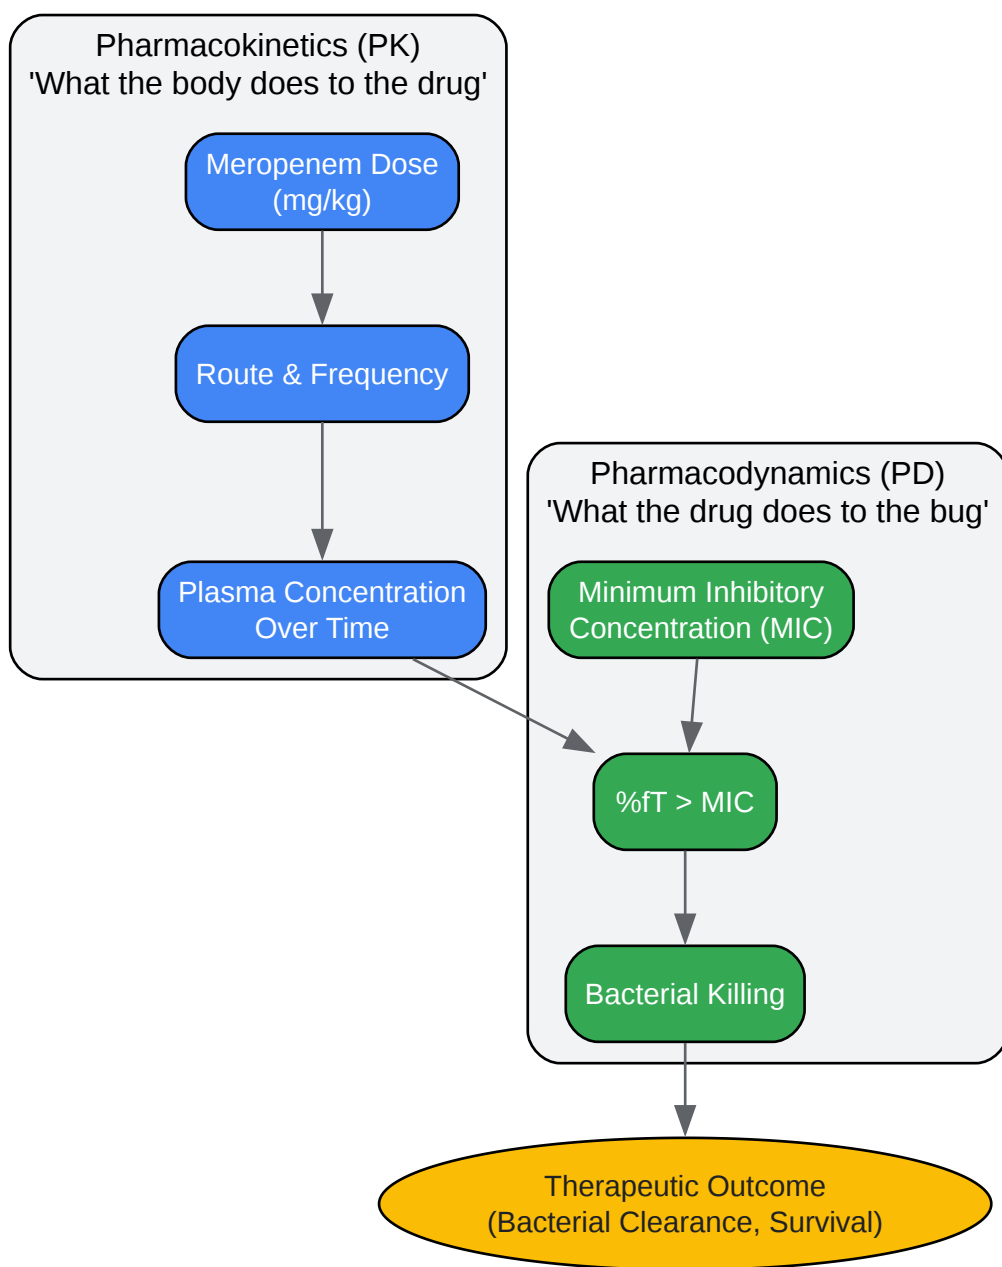 Pharmacokinetics (PK)
'What the body does to the drug'
Meropenem Dose
(mg/kg)
Route & Frequency
Plasma Concentration
Over Time
Pharmacodynamics (PD)
'What the drug does to the bug'
Minimum Inhibitory
Concentration (MIC)
%fT > MIC
Bacterial Killing
Therapeutic Outcome
(Bacterial Clearance, Survival)